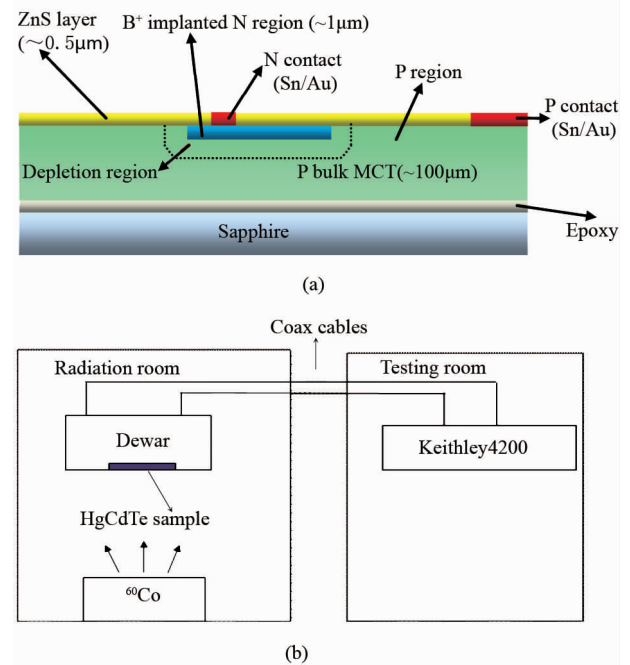 ZnS layer
(～0.5μm)
B+ implanted N region (~1μm)
N contact
(Sn/Au)
P region
P contact
(Sn/Au)
Depletion region
P bulk MCT(~100μm)
Sapphire
Epoxy
(a)
Coax cables
Radiation room
Testing room
Dewar
Keithley4200
HgCdTe sample
60Co
(b)